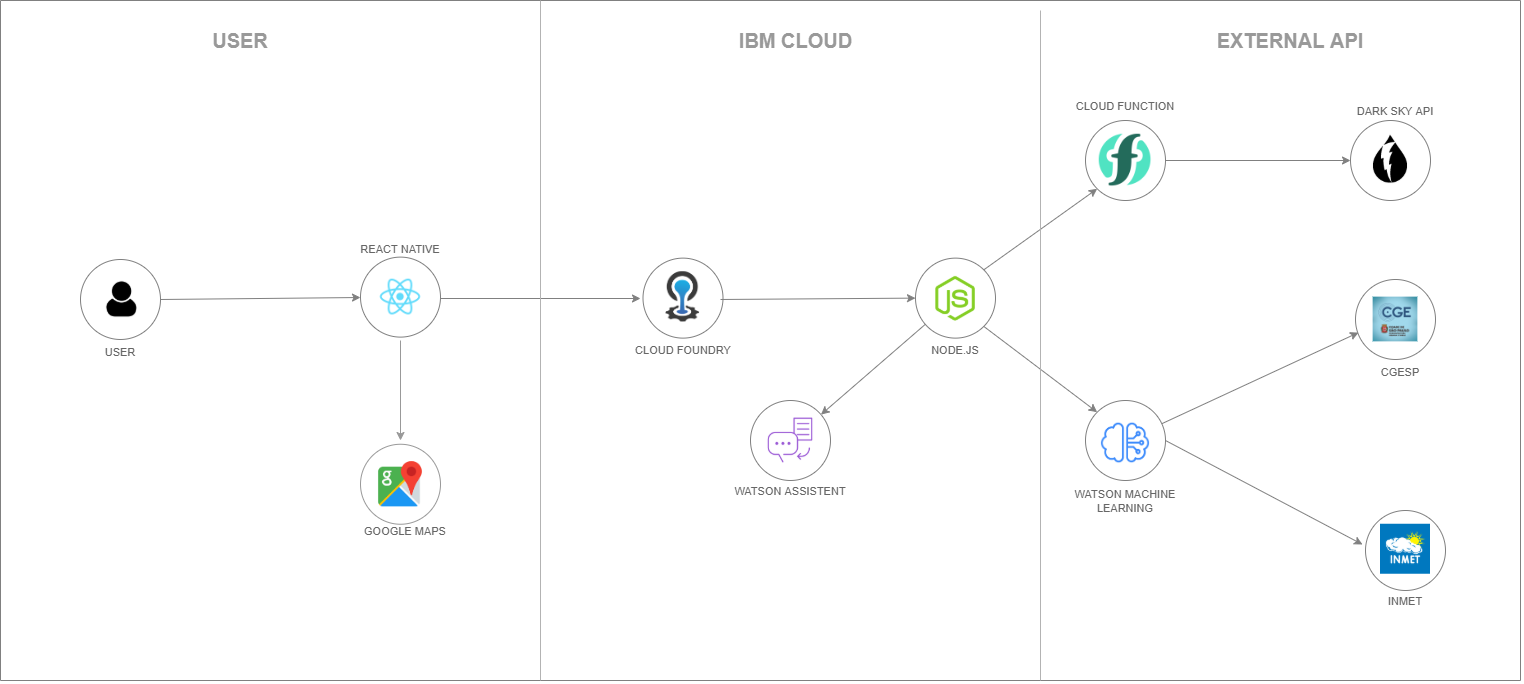 USER
IBM CLOUD
EXTERNAL API
CLOUD FUNCTION
DARK SKY API
REACT NATIVE
USER
CLOUD FOUNDRY
JS
NODE.JS
CGE
CGESP
g
GOOGLE MAPS
WATSON ASSISTENT
WATSON MACHINE
LEARNING
INMET
INMET